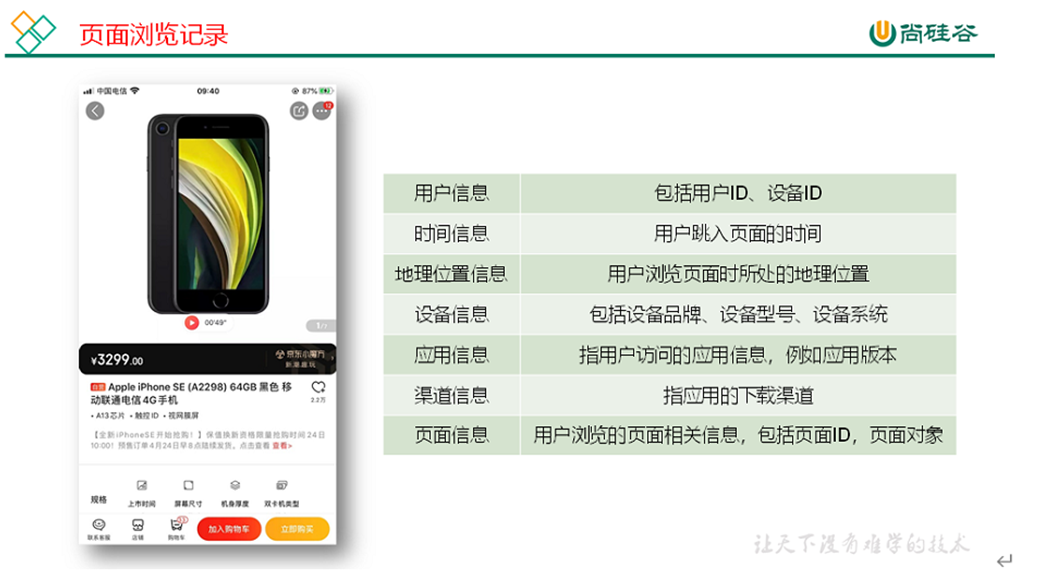 页面浏览记录
尚硅谷
中国电信
09:40
87%
12
00'49"
1/7
¥3299.00
京东小魔方
新潮趣玩
自营 Apple iPhone SE (A2298) 64GB 黑色 移
动联通电信4G手机
2.2万
• A13芯片 • 触控ID • 视网膜屏
【全新iPhoneSE开始抢购！】保值换新资格限量抢购时间24日
10:00！预售订单4月24日早8点陆续发货。点击查看 查看>
规格
上市时间
屏幕尺寸
机身厚度
双卡机类型
联系客服
店铺
购物车
加入购物车
立即购买
用户信息 包括用户ID、设备ID
时间信息 用户跳入页面的时间
地理位置信息 用户浏览页面时所处的地理位置
设备信息 包括设备品牌、设备型号、设备系统
应用信息 指用户访问的应用信息，例如应用版本
渠道信息 指应用的下载渠道
页面信息 用户浏览的页面相关信息，包括页面ID，页面对象
让天下没有难学的技术